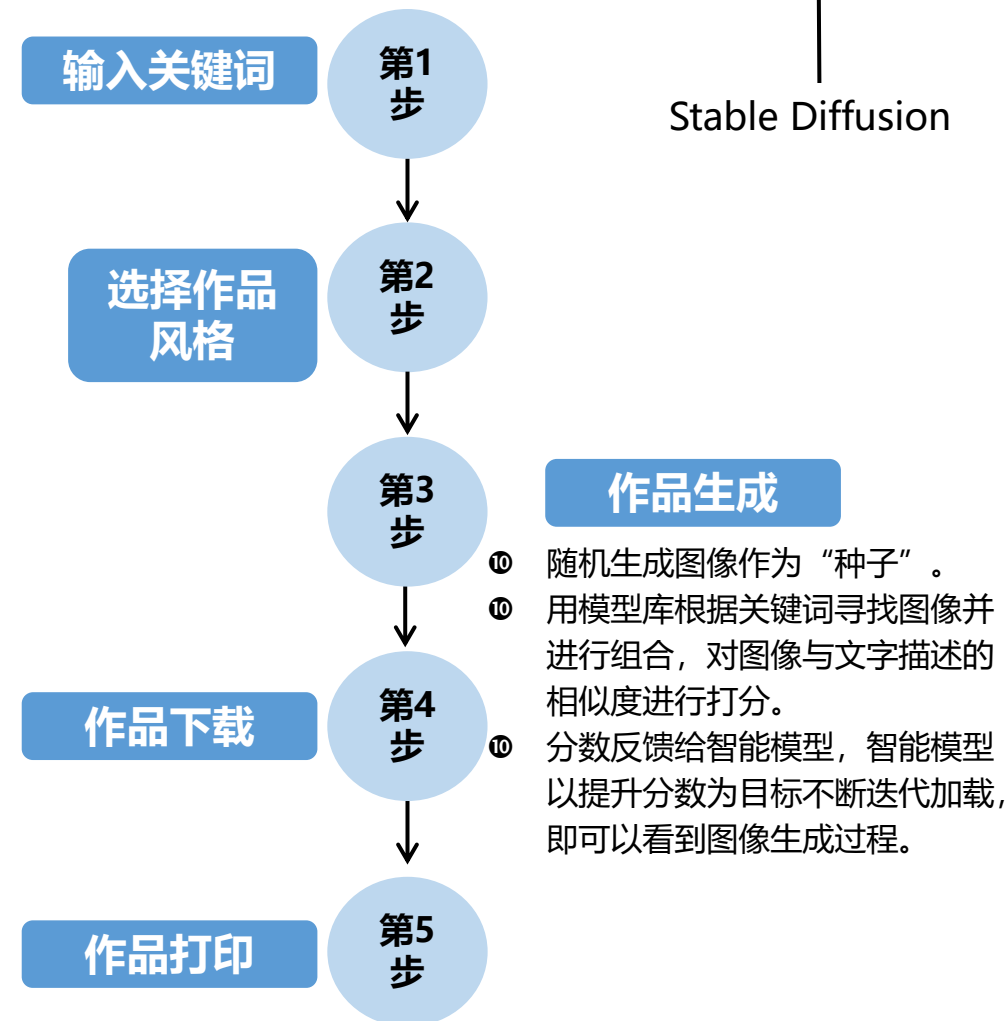 输入关键词
第1
步
Stable Diffusion
选择作品
风格
第2
步
第3
步
作品生成
❿ 随机生成图像作为“种子”。
❿ 用模型库根据关键词寻找图像并
进行组合，对图像与文字描述的
相似度进行打分。
作品下载
第4
步
❿ 分数反馈给智能模型，智能模型
以提升分数为目标不断迭代加载，
即可以看到图像生成过程。
作品打印
第5
步